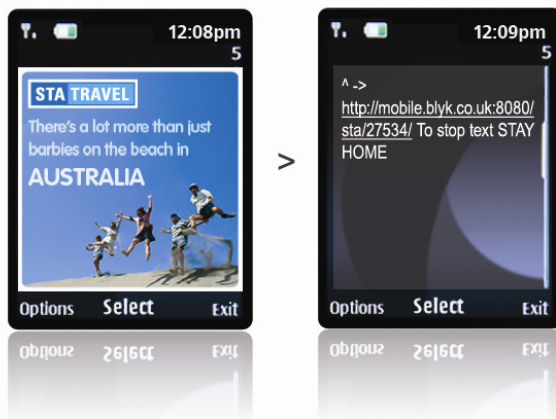 12:08pm
5
STA TRAVEL
There's a lot more than just
barbies on the beach in
AUSTRALIA
Options Select Exit
>
12:09pm
5
^ ->
http://mobile.blyk.co.uk:8080/
sta/27534/ To stop text STAY
HOME
Options Select Exit